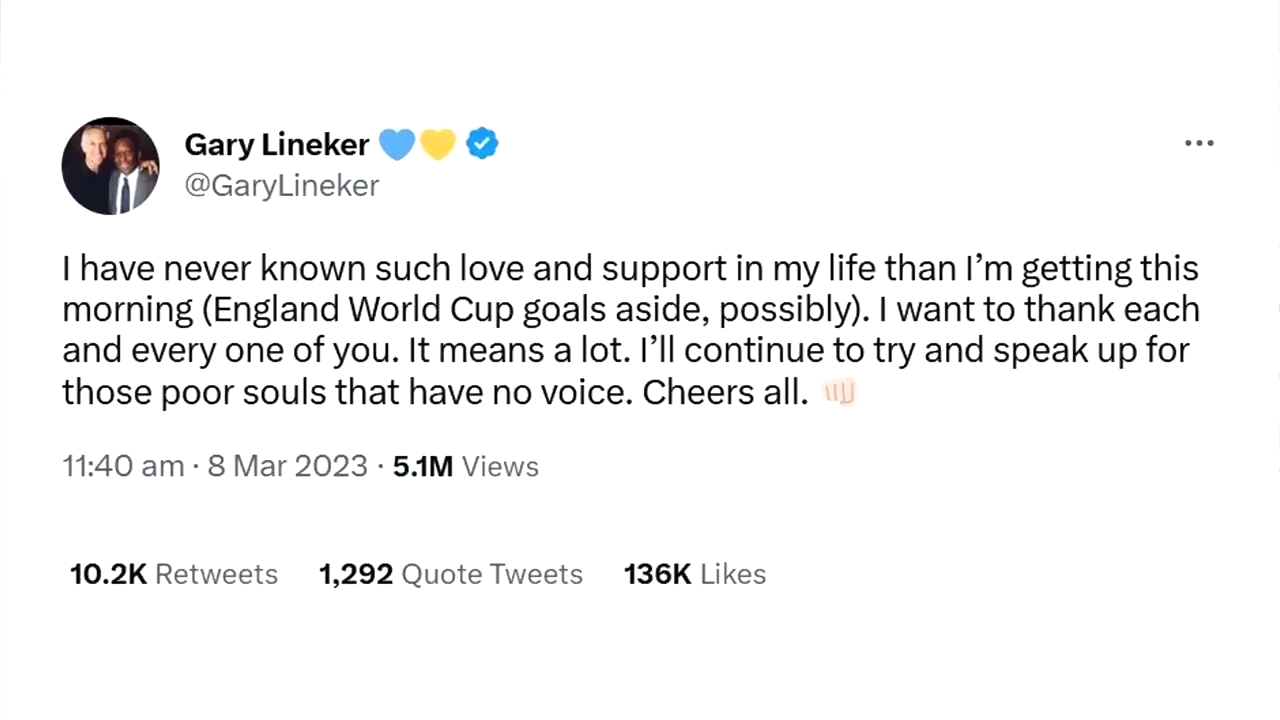 Gary Lineker 💙💛
@GaryLineker
I have never known such love and support in my life than I’m getting this
morning (England World Cup goals aside, possibly). I want to thank each
and every one of you. It means a lot. I’ll continue to try and speak up for
those poor souls that have no voice. Cheers all. 👊🏻
11:40 am · 8 Mar 2023 · 5.1M Views
10.2K Retweets 1,292 Quote Tweets 136K Likes